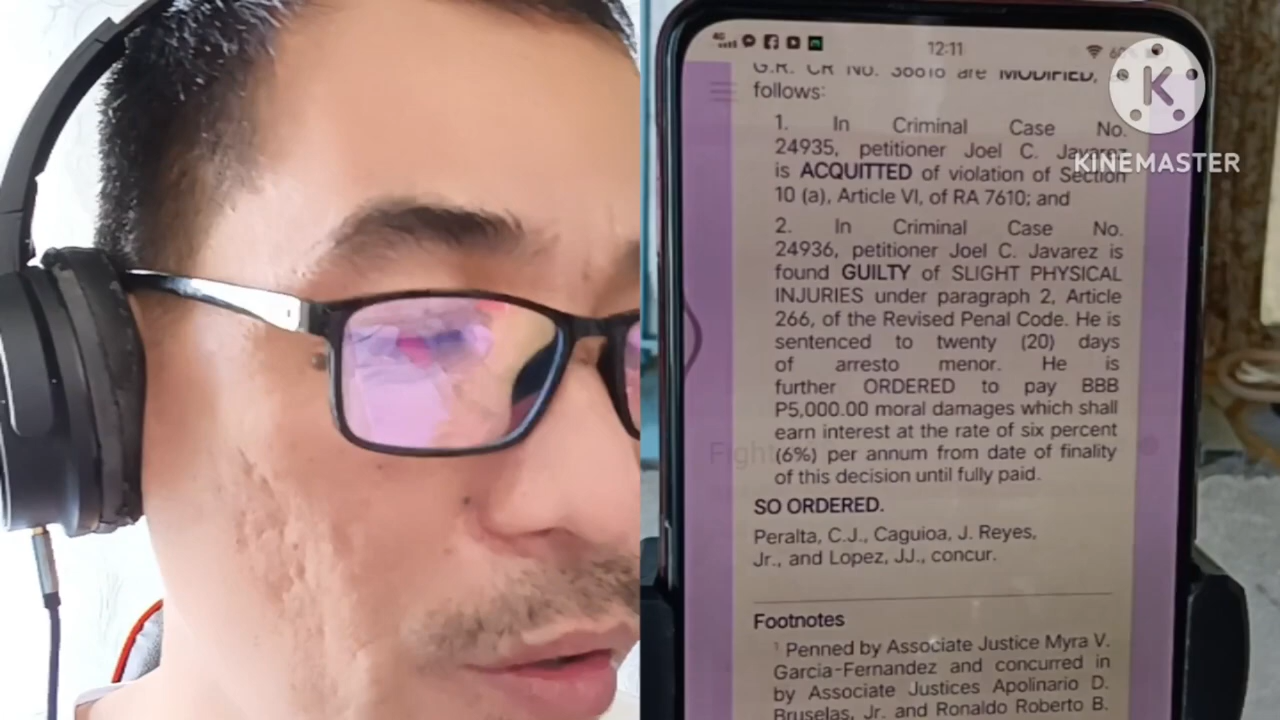 4G
12:11
K
KINEMASTER
G.R. CR No. 38818 are MODIFIED,
follows:
1. In Criminal Case No.
24935, petitioner Joel C. Javarez
is ACQUITTED of violation of Section
10 (a), Article VI, of RA 7610; and
2. In Criminal Case No.
24936, petitioner Joel C. Javarez is
found GUILTY of SLIGHT PHYSICAL
INJURIES under paragraph 2, Article
266, of the Revised Penal Code. He is
sentenced to twenty (20) days
of arresto menor. He is
further ORDERED to pay BBB
P5,000.00 moral damages which shall
earn interest at the rate of six percent
(6%) per annum from date of finality
of this decision until fully paid.
SO ORDERED.
Peralta, C.J., Caguioa, J. Reyes,
Jr., and Lopez, JJ., concur.
Footnotes
1 Penned by Associate Justice Myra V.
Garcia-Fernandez and concurred in
by Associate Justices Apolinario D.
Bruselas, Jr. and Ronaldo Roberto B.